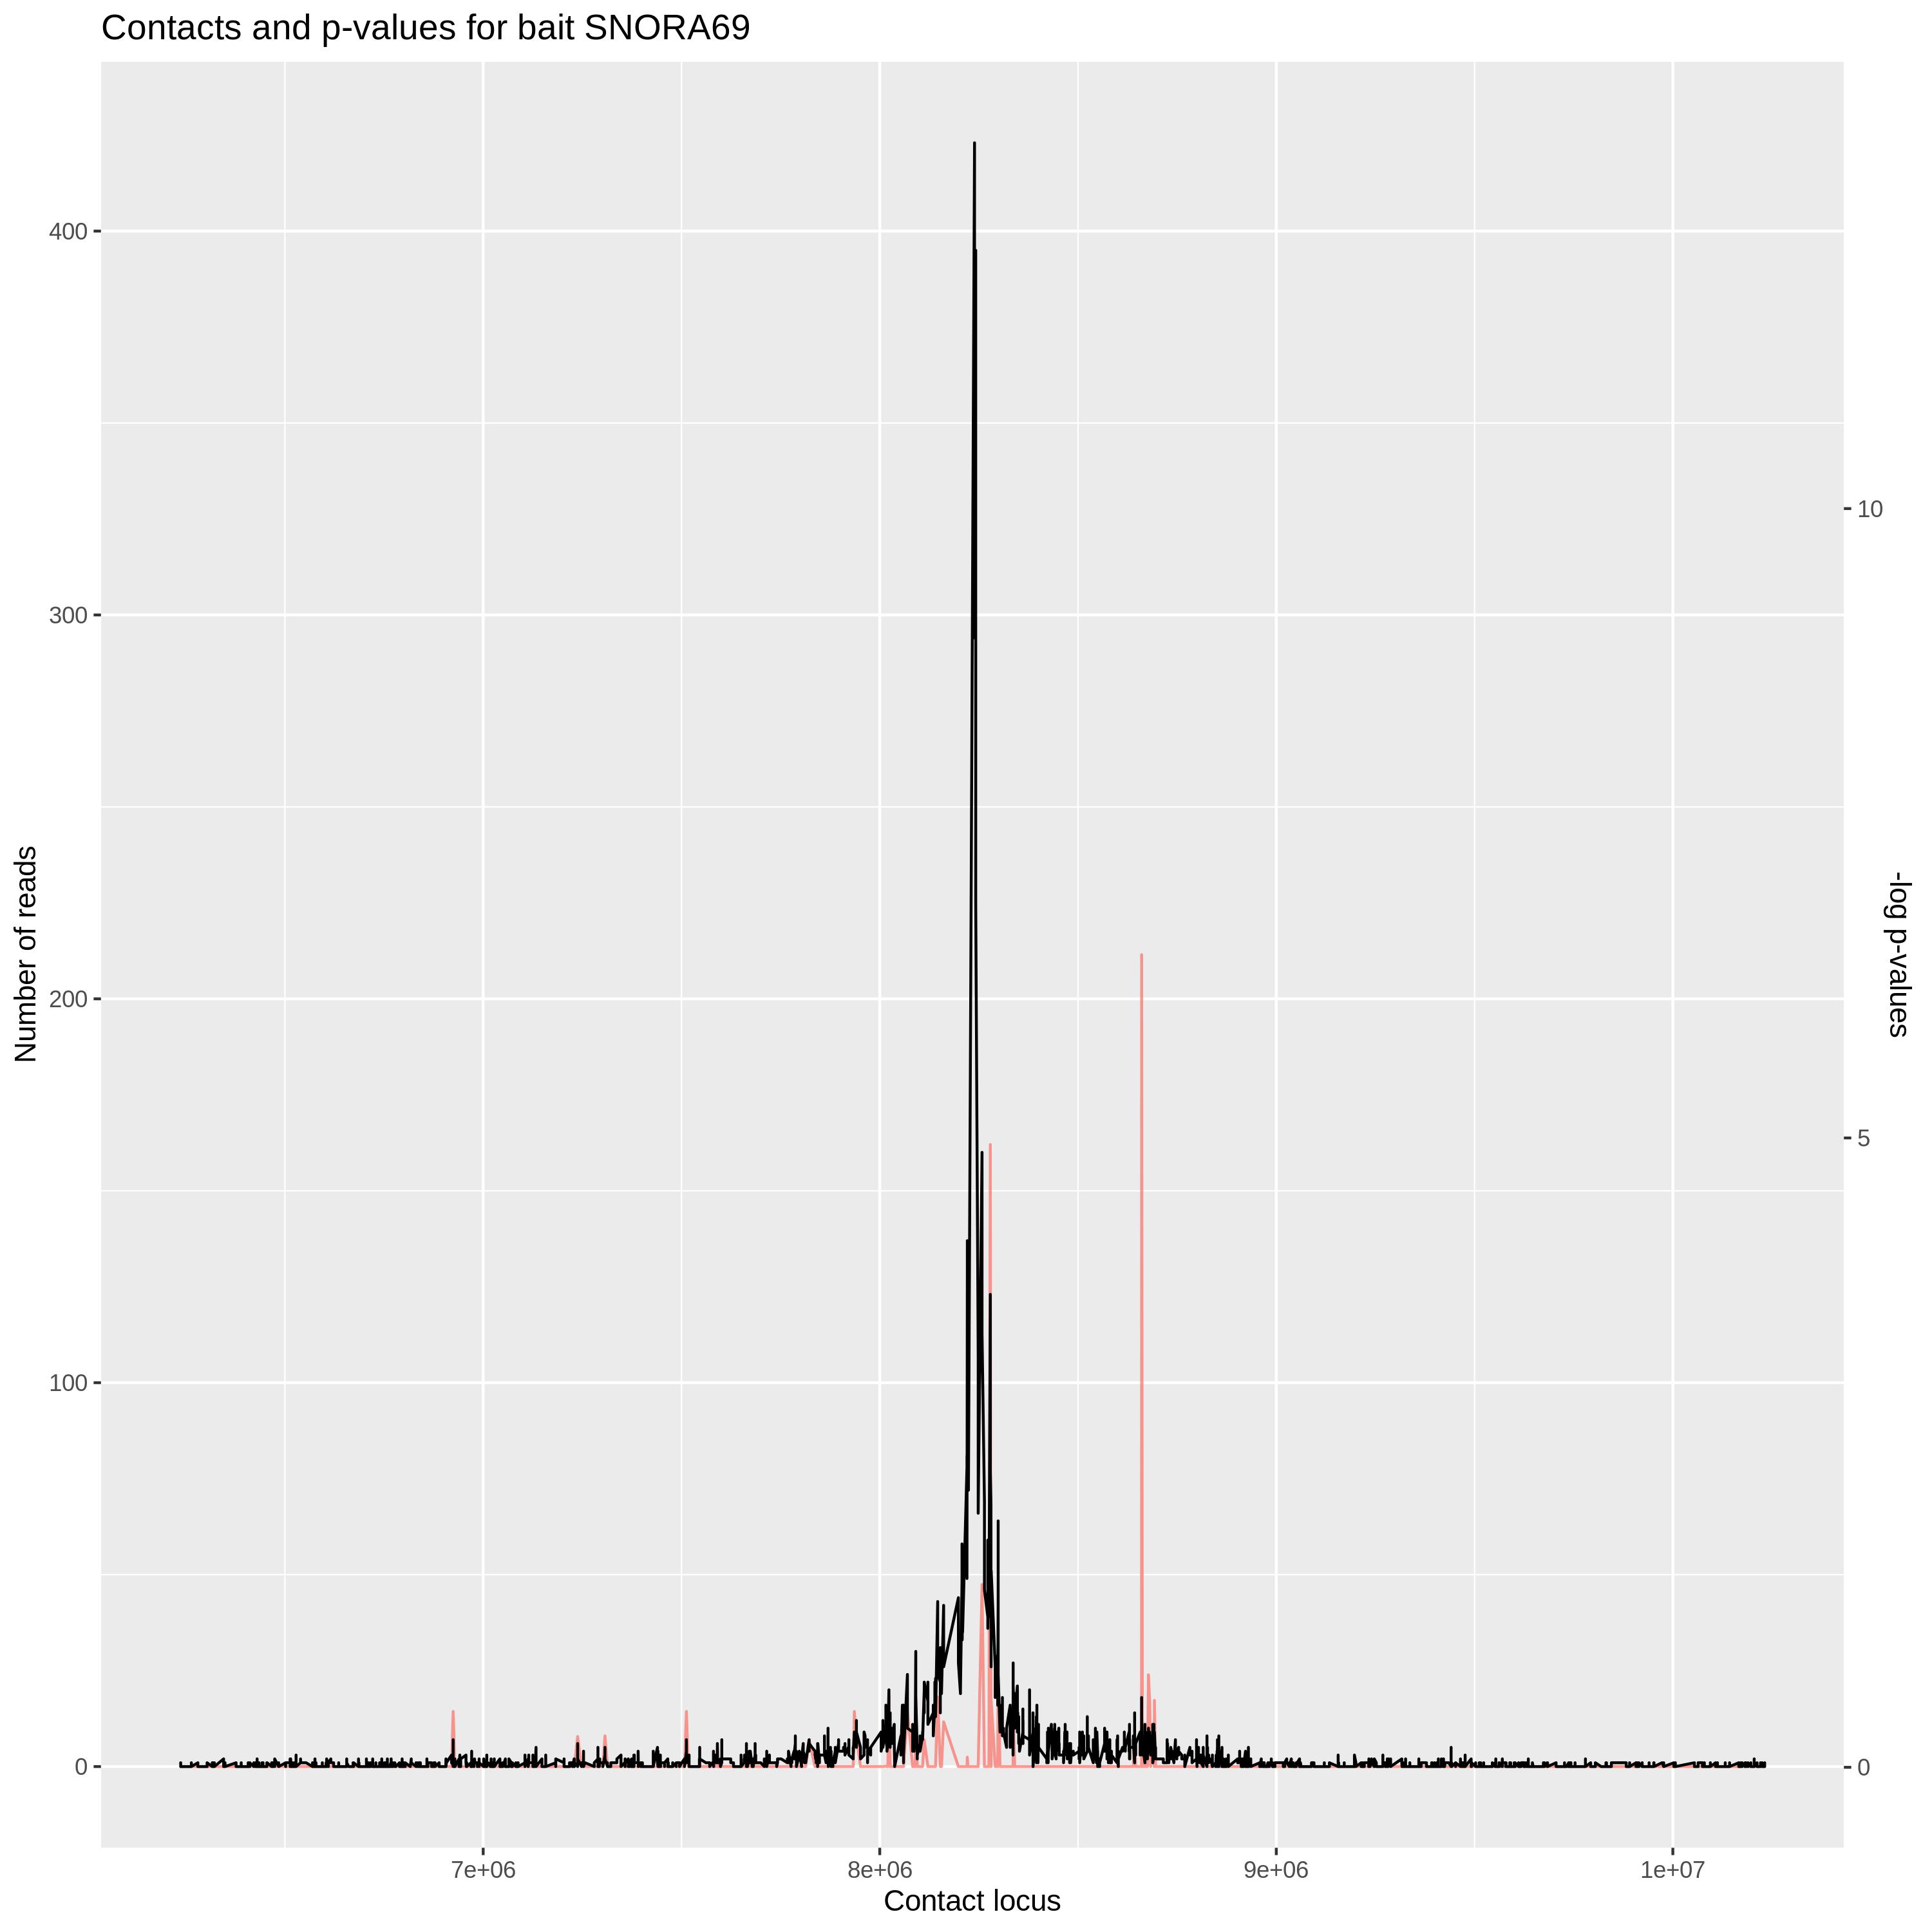 Contacts and p-values for bait SNORA69
400
300
200
100
0
Number of reads
10
5
0
-log p-values
7e+06
8e+06
9e+06
1e+07
Contact locus